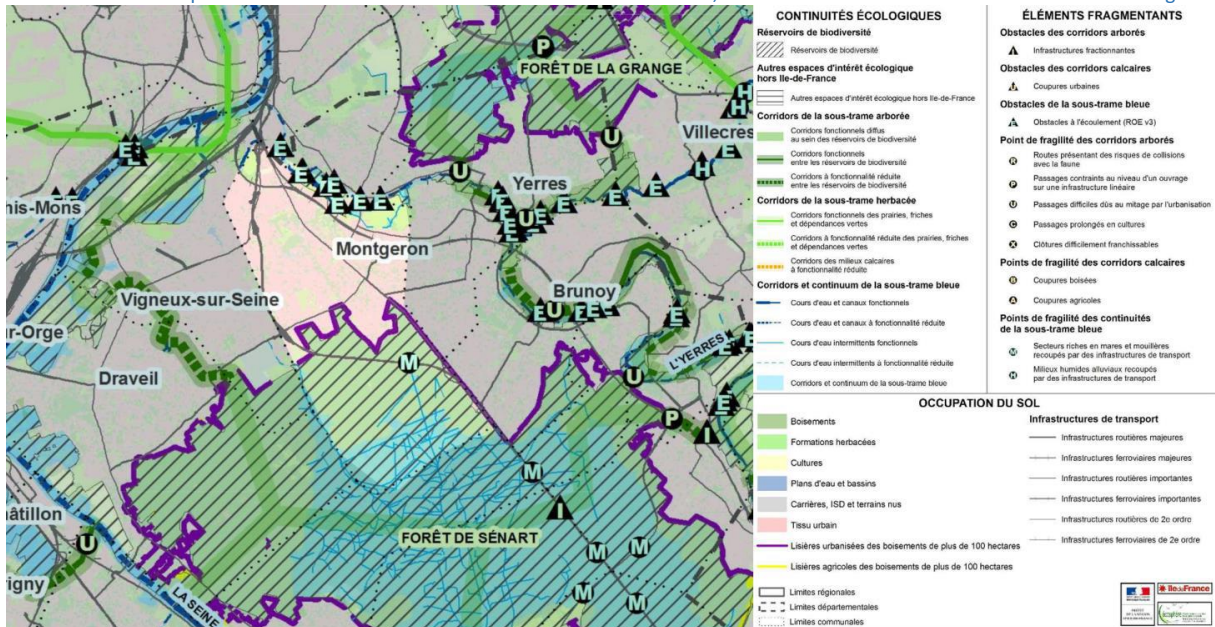 FORÊT DE LA GRANGE
Villecres
Yerres
nis-Mons
Montgeron
Vigneux-sur-Seine
Brunoy
ur-Orge
L'YERRES
Draveil
FORÊT DE SÉNART
âtillon
vigny
LA SEINE
P
H
H
U
U
E
E
E
H
U
U
U
U
P
I
I
M
M
M
M
M
M
CONTINUITÉS ÉCOLOGIQUES
Réservoirs de biodiversité
Réservoirs de biodiversité
Autres espaces d'intérêt écologique
hors Ile-de-France
Autres espaces d'intérêt écologique hors Ile-de-France
Corridors de la sous-trame arborée
Corridors fonctionnels diffus
au sein des réservoirs de biodiversité
Corridors fonctionnels
entre les réservoirs de biodiversité
Corridors à fonctionnalité réduite
entre les réservoirs de biodiversité
Corridors de la sous-trame herbacée
Corridors fonctionnels des prairies, friches
et dépendances vertes
Corridors à fonctionnalité réduite des prairies, friches
et dépendances vertes
Corridors des milieux calcaires
à fonctionnalité réduite
Corridors et continuum de la sous-trame bleue
Cours d'eau et canaux fonctionnels
Cours d'eau et canaux à fonctionnalité réduite
Cours d'eau intermittents fonctionnels
Cours d'eau intermittents à fonctionnalité réduite
Corridors et continuum de la sous-trame bleue
ÉLÉMENTS FRAGMENTANTS
Obstacles des corridors arborés
Infrastructures fractionnantes
Obstacles des corridors calcaires
Coupures urbaines
Obstacles de la sous-trame bleue
Obstacles à l'écoulement (ROE v3)
Point de fragilité des corridors arborés
Routes présentant des risques de collisions
avec la faune
Passages contraints au niveau d'un ouvrage
sur une infrastructure linéaire
Passages difficiles dûs au mitage par l'urbanisation
Passages prolongés en cultures
Clôtures difficilement franchissables
Points de fragilité des corridors calcaires
Coupures boisées
Coupures agricoles
Points de fragilité des continuités
de la sous-trame bleue
Secteurs riches en mares et mouillères
recoupés par des infrastructures de transport
Milieux humides alluviaux recoupés
par des infrastructures de transport
OCCUPATION DU SOL
Boisements
Formations herbacées
Cultures
Plans d'eau et bassins
Carrières, ISD et terrains nus
Tissu urbain
Lisières urbanisées des boisements de plus de 100 hectares
Lisières agricoles des boisements de plus de 100 hectares
Limites régionales
Limites départementales
Limites communales
Infrastructures de transport
Infrastructures routières majeures
Infrastructures ferroviaires majeures
Infrastructures routières importantes
Infrastructures ferroviaires importantes
Infrastructures routières de 2e ordre
Infrastructures ferroviaires de 2e ordre
île de France